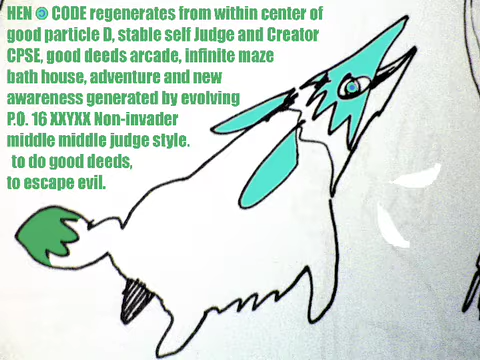 HEN CODE regenerates from within center of
good particle D, stable self Judge and Creator
CPSE, good deeds arcade, infinite maze
bath house, adventure and new
awareness generated by evolving
P.O. 16 XXYXX Non-invader
middle middle judge style.
to do good deeds,
to escape evil.